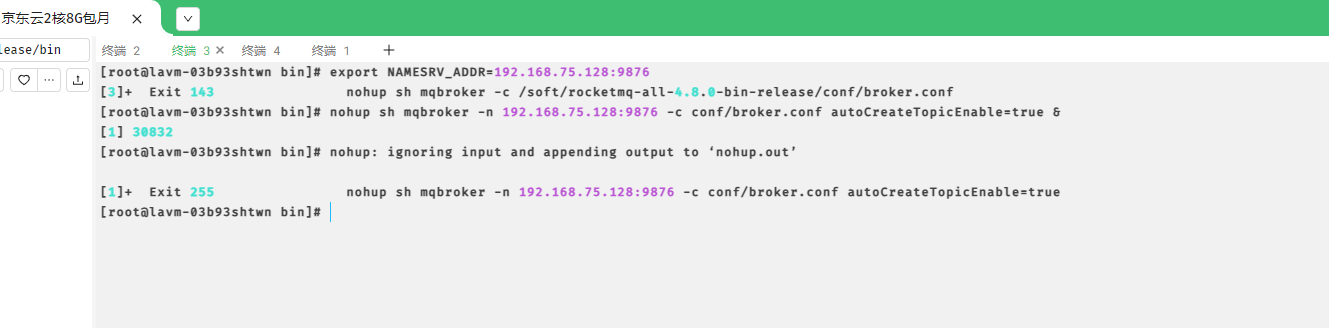 京东云2核8G包月
lease/bin
终端 2
终端 3
终端 4
终端 1
[root@lavm-03b93shtwn bin]# export NAMESRV_ADDR=192.168.75.128:9876
[3]+  Exit 143                nohup sh mqbroker -c /soft/rocketmq-all-4.8.0-bin-release/conf/broker.conf
[root@lavm-03b93shtwn bin]# nohup sh mqbroker -n 192.168.75.128:9876 -c conf/broker.conf autoCreateTopicEnable=true &
[1] 30832
[root@lavm-03b93shtwn bin]# nohup: ignoring input and appending output to ‘nohup.out’
[1]+  Exit 255                nohup sh mqbroker -n 192.168.75.128:9876 -c conf/broker.conf autoCreateTopicEnable=true
[root@lavm-03b93shtwn bin]#